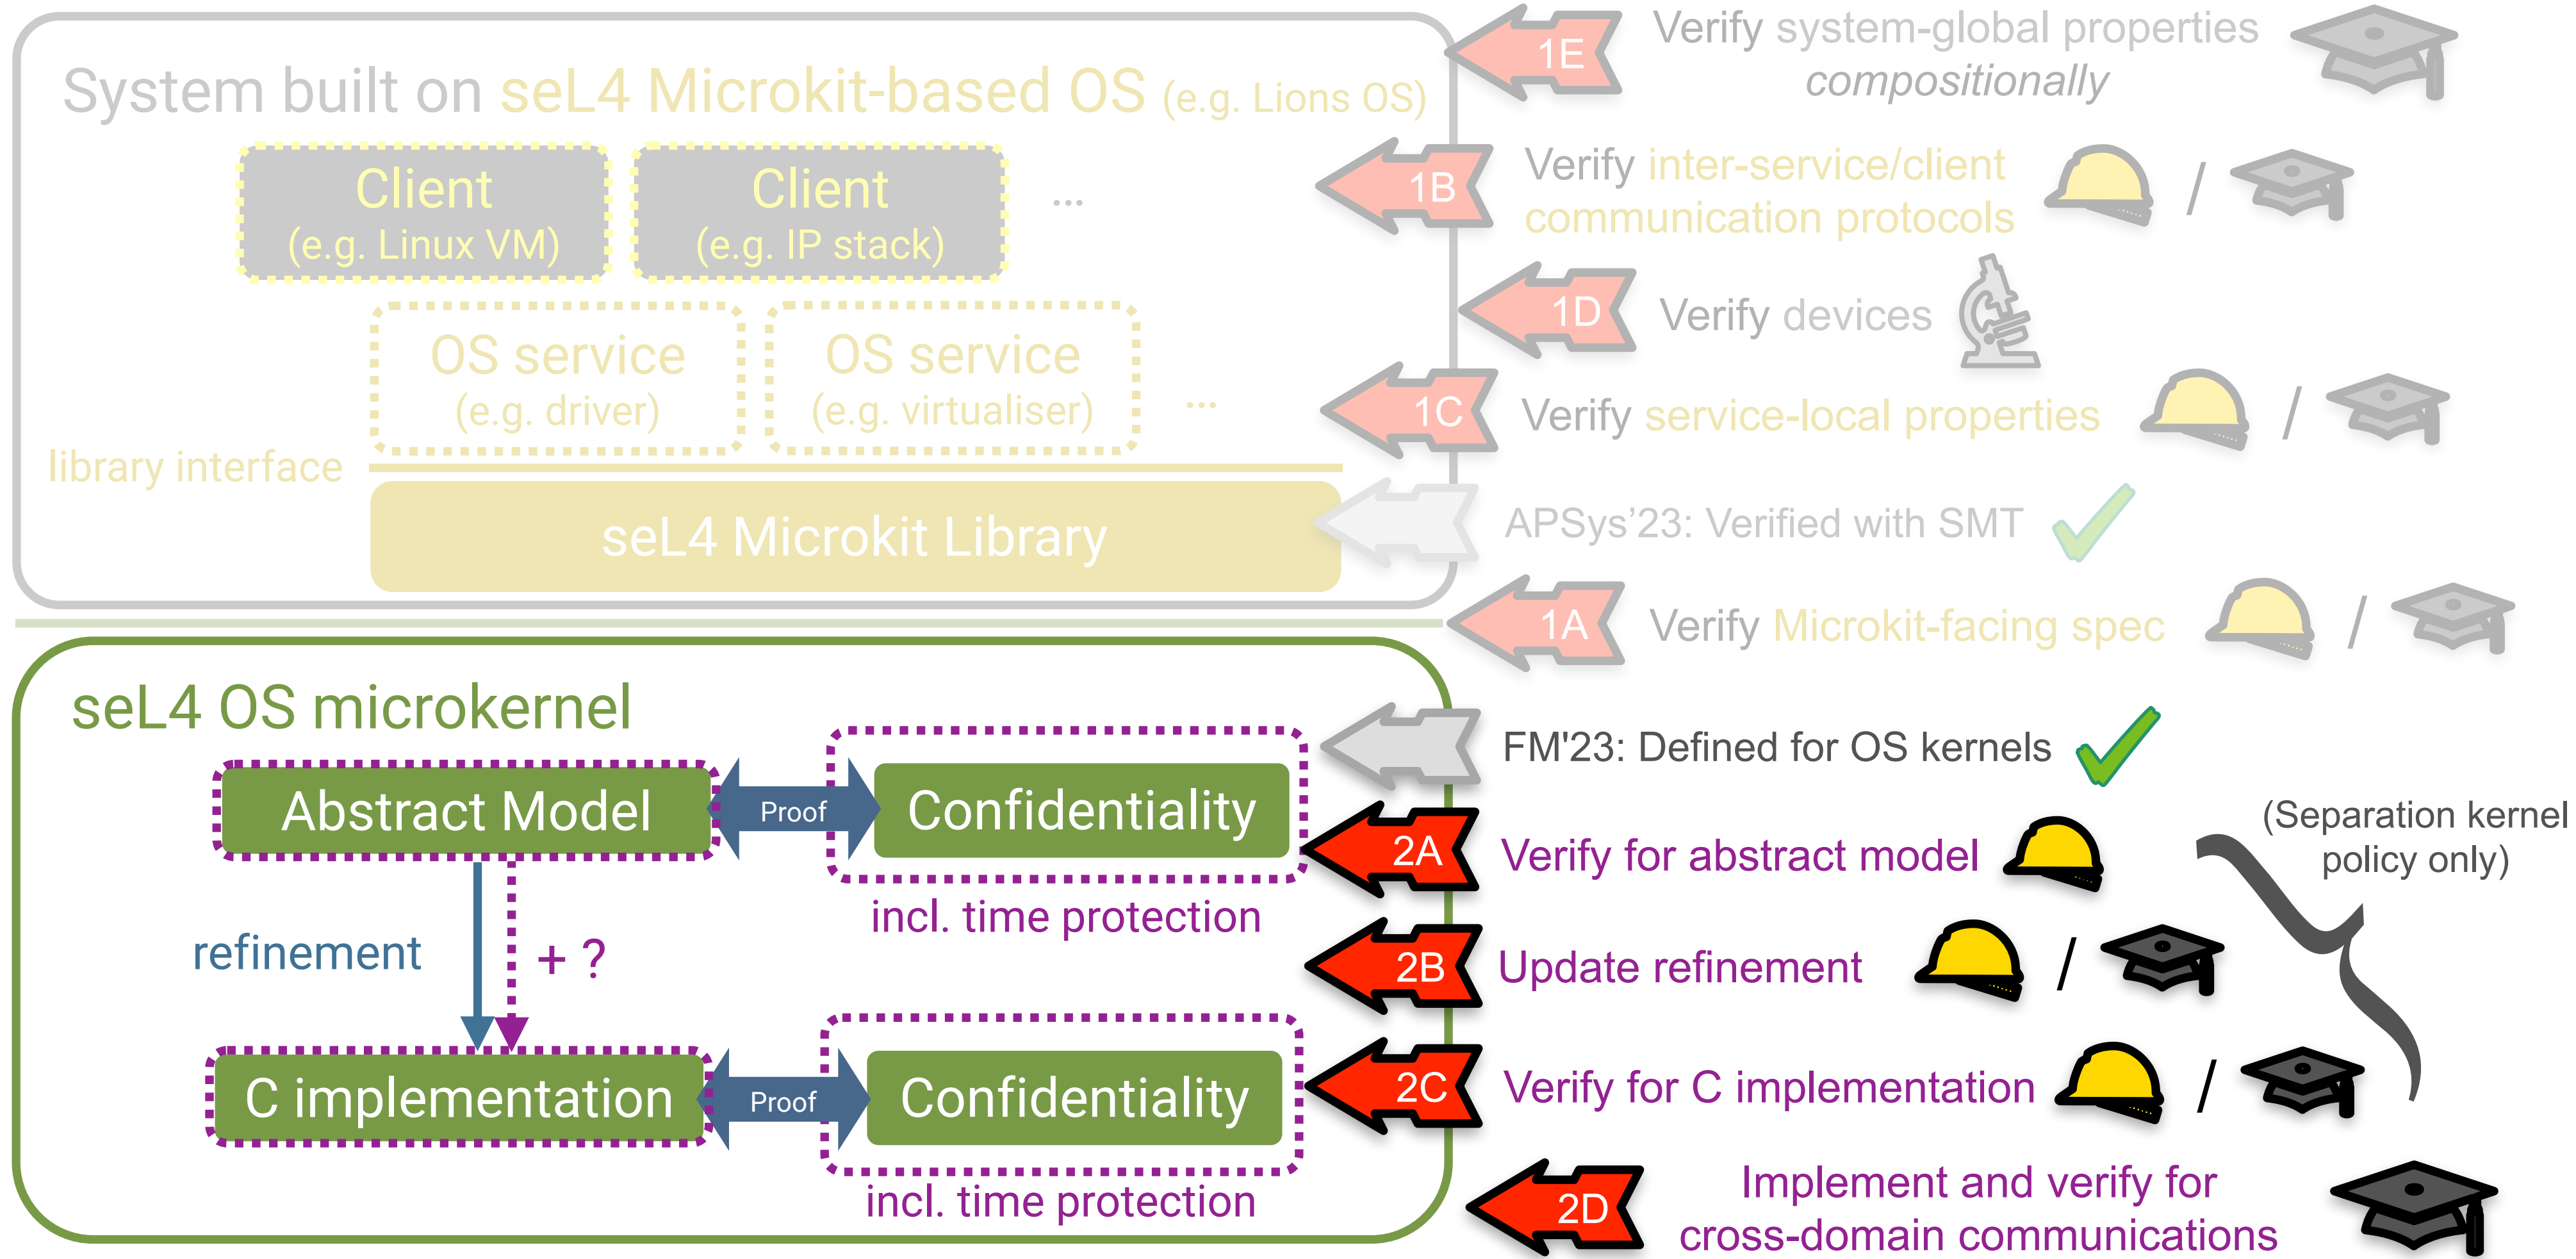 System built on seL4 Microkit-based OS (e.g. Lions OS)
Client
(e.g. Linux VM)
Client
(e.g. IP stack)
...
OS service
(e.g. driver)
OS service
(e.g. virtualiser)
...
library interface
seL4 Microkit Library
1E
Verify system-global properties
compositionally
1B
Verify inter-service/client
communication protocols
/
1D
Verify devices
1C
Verify service-local properties
/
APSys’23: Verified with SMT
1A
Verify Microkit-facing spec
/
seL4 OS microkernel
Abstract Model
Proof
Confidentiality
incl. time protection
refinement
+ ?
C implementation
Proof
Confidentiality
incl. time protection
FM'23: Defined for OS kernels
2A
Verify for abstract model
(Separation kernel
policy only)
2B
Update refinement
/
2C
Verify for C implementation
/
2D
Implement and verify for
cross-domain communications